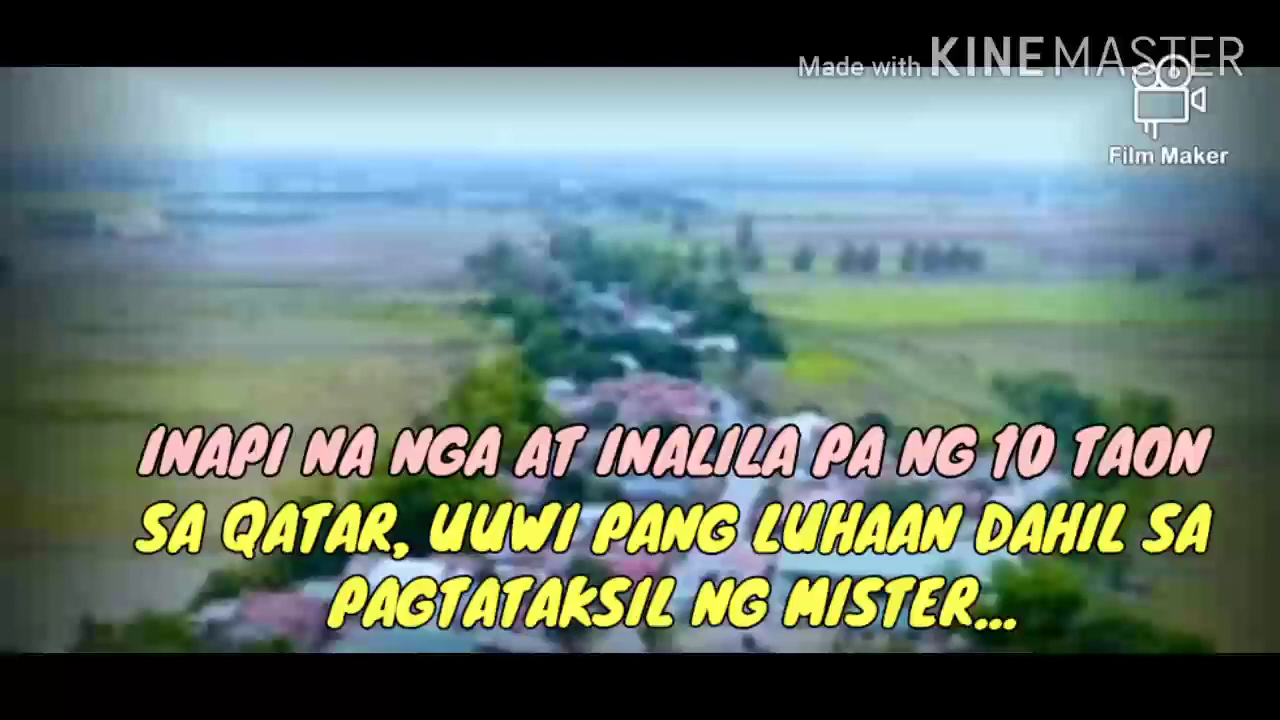 Made with KINEMASTER
Film Maker
INAPI NA NGA AT INALILA PA NG 10 TAON
SA QATAR, UUWI PANG LUHAAN DAHIL SA
PAGTATAKSIL NG MISTER...